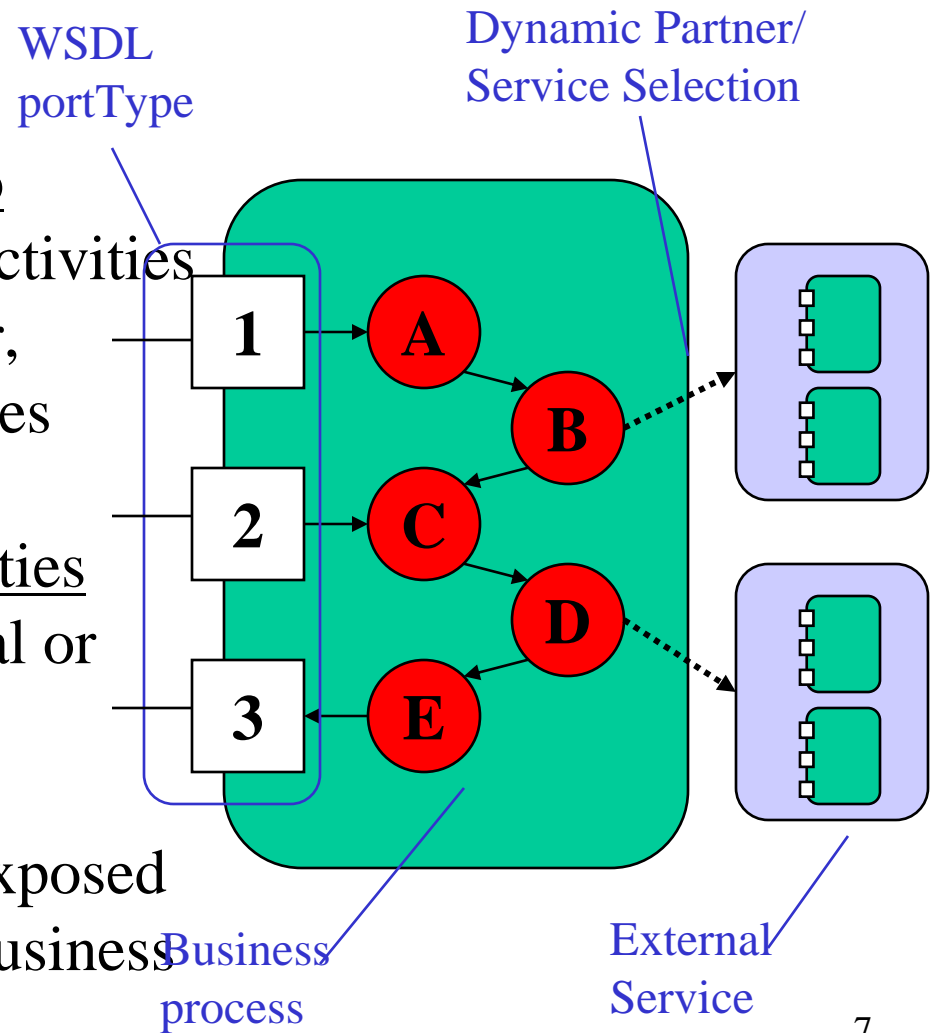 WSDL
portType
Dynamic Partner/
Service Selection
ctivities
es
ties
al or
xposed
usiness
1
A
B
2
C
D
3
E
Business
process
External
Service
7